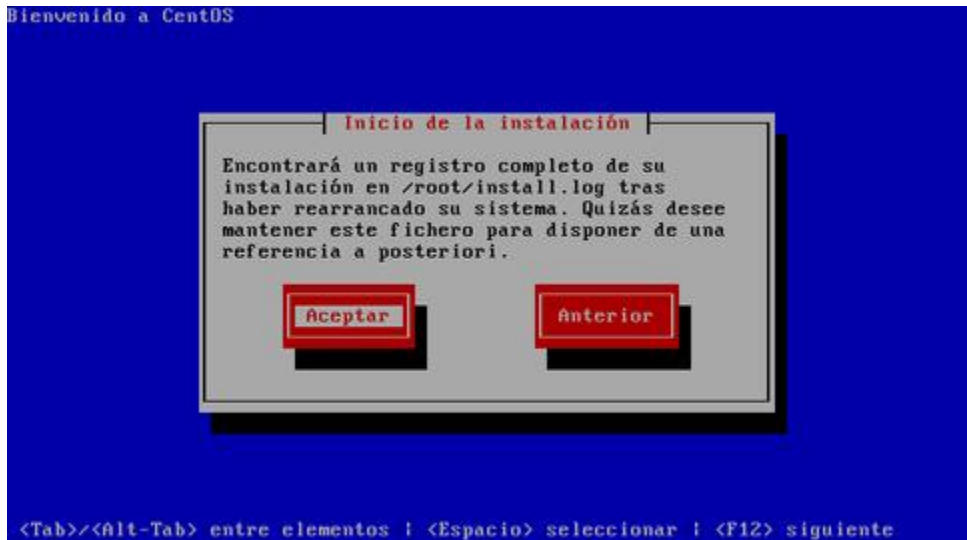 Bienvenido a CentOS
Inicio de la instalación
Encontrará un registro completo de su
instalación en /root/install.log tras
haber rearrancado su sistema. Quizás desee
mantener este fichero para disponer de una
referencia a posteriori.
Aceptar
Anterior
<Tab>/<Alt-Tab> entre elementos | <Espacio> seleccionar | <F12> siguiente